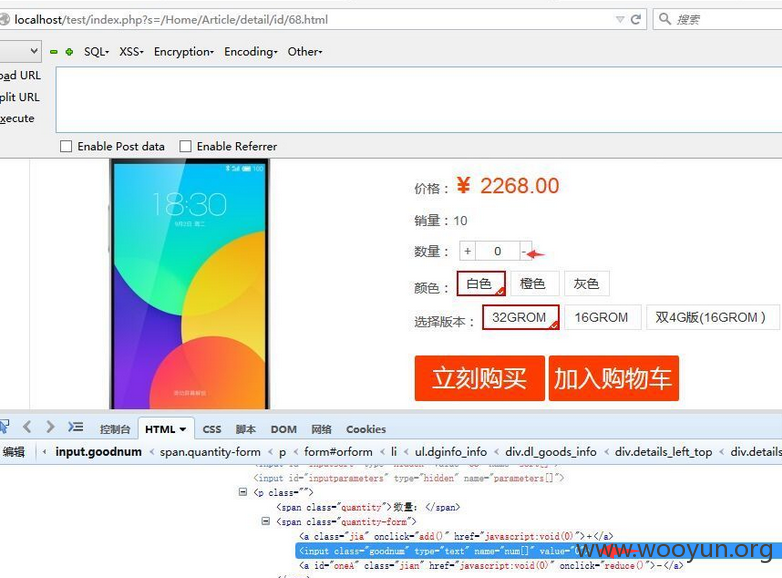 localhost/test/index.php?s=/Home/Article/detail/id/68.html
搜索
SQL- XSS- Encryption- Encoding- Other-
oad URL
plit URL
xecute
Enable Post data Enable Referrer
100
18:30
价格： ¥ 2268.00
销量：10
数量： + 0 -
颜色： 白色 橙色 灰色
选择版本： 32GROM 16GROM 双4G版(16GROM )
立刻购买 加入购物车
控制台 HTML CSS 脚本 DOM 网络 Cookies
编辑 input.goodnum < span.quantity-form < p < form#orform < li < ul.dginfo_info < div.dl_goods_info < div.details_left_top < div.details
<input id="inputparameters" type="hidden" name="parameters[]">
<p class="">
<span class="quantity">数量：</span>
<span class="quantity-form">
<a class="jia" onclick="add()" href="javascript:void(0)">+</a>
<input class="goodnum" type="text" name="num[]" value="0
www.wooyun.org
<a id="oneA" class="jian" href="javascript:void(0)" onclick="reduce()">-</a>